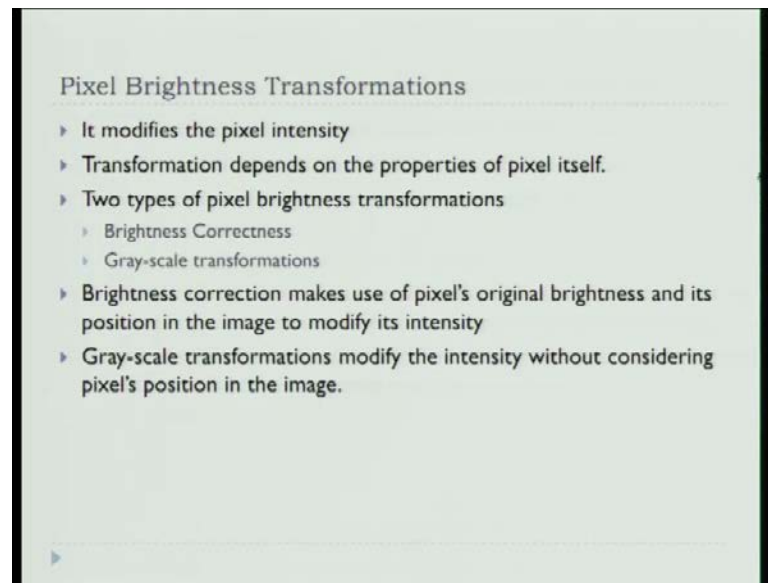 Pixel Brightness Transformations
It modifies the pixel intensity
Transformation depends on the properties of pixel itself.
Two types of pixel brightness transformations
Brightness Correctness
Gray-scale transformations
Brightness correction makes use of pixel's original brightness and its
position in the image to modify its intensity
Gray-scale transformations modify the intensity without considering
pixel's position in the image.